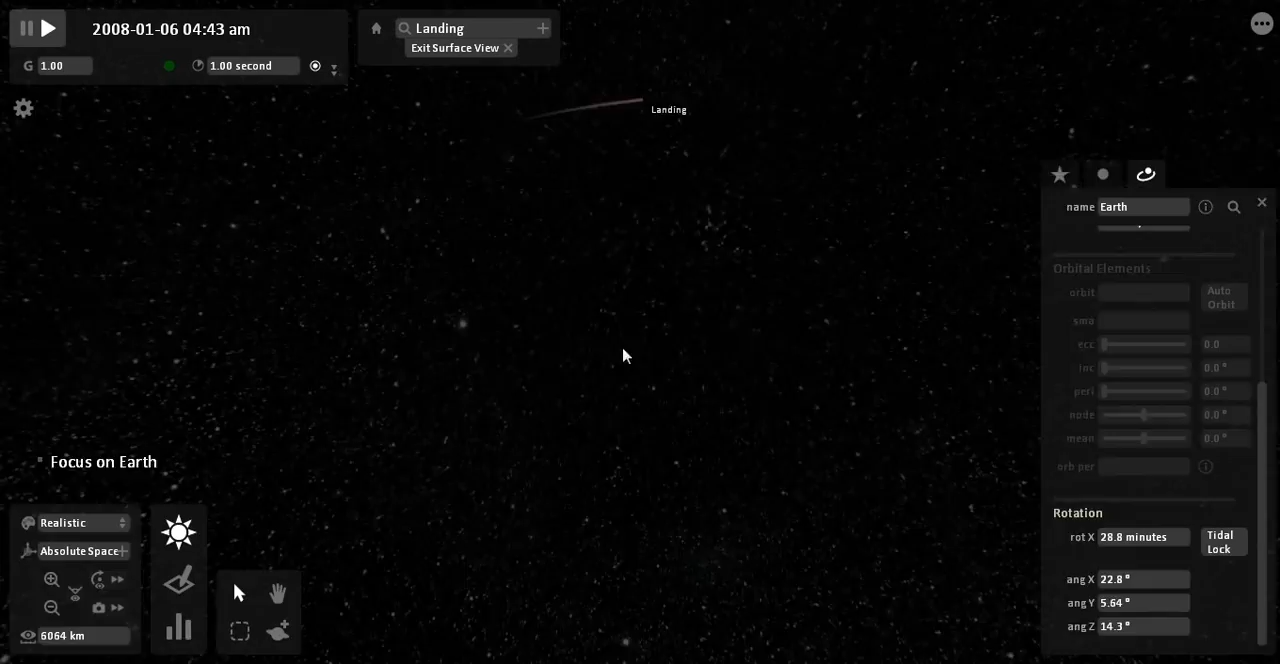 2008-01-06 04:43 am
G 1.00
1.00 second
Landing
Exit Surface View
Landing
name Earth
Orbital Elements
orbit
Auto Orbit
sma
ecc 0.0
inc 0.0 °
peri 0.0 °
node 0.0 °
mean 0.0 °
orb per
Rotation
rot X 28.8 minutes
Tidal Lock
ang X 22.8 °
ang Y 5.64 °
ang Z 14.3 °
Focus on Earth
Realistic
Absolute Space
6064 km